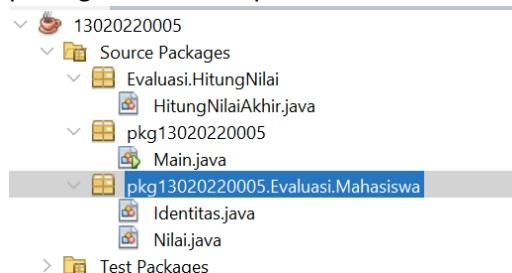 13020220005
Source Packages
Evaluasi.HitungNilai
HitungNilaiAkhir.java
pkg13020220005
Main.java
pkg13020220005.Evaluasi.Mahasiswa
Identitas.java
Nilai.java
Test Packages